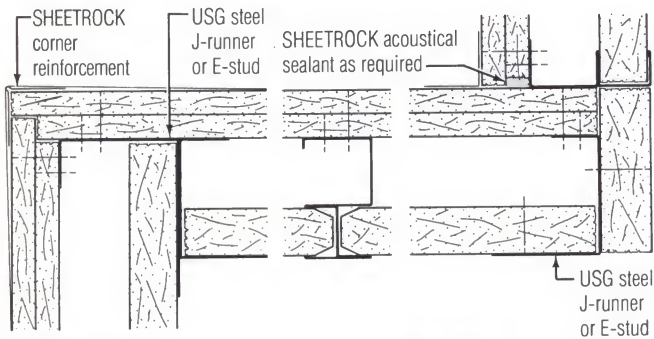 SHEETROCK
corner
reinforcement
USG steel
J-runner
or E-stud
SHEETROCK acoustical
sealant as required
USG steel
J-runner
or E-stud